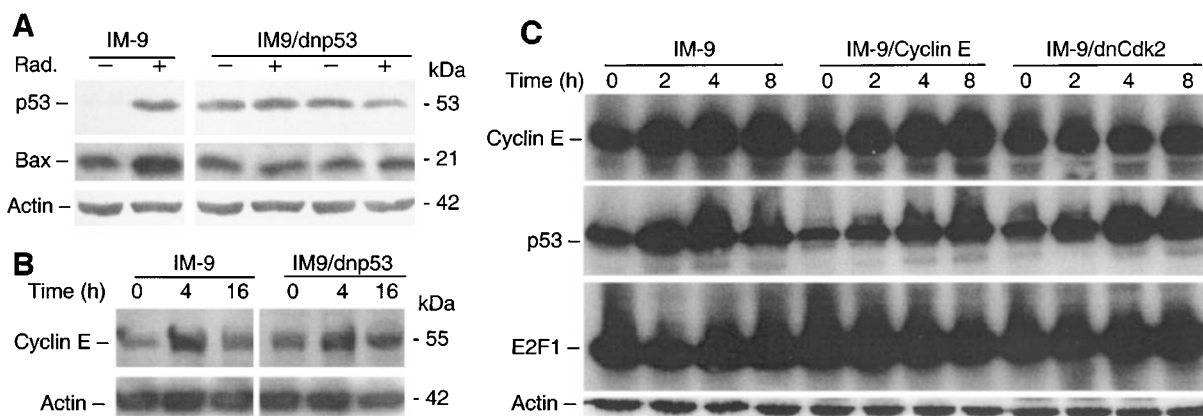 A
IM-9 IM9/dnp53
Rad. − + − + − + kDa
p53 – - 53
Bax – - 21
Actin – - 42
B
IM-9 IM9/dnp53
Time (h) 0 4 16 0 4 16 kDa
Cyclin E – - 55
Actin – - 42
C
IM-9 IM-9/Cyclin E IM-9/dnCdk2
Time (h) 0 2 4 8 0 2 4 8 0 2 4 8
Cyclin E –
p53 –
E2F1 –
Actin –